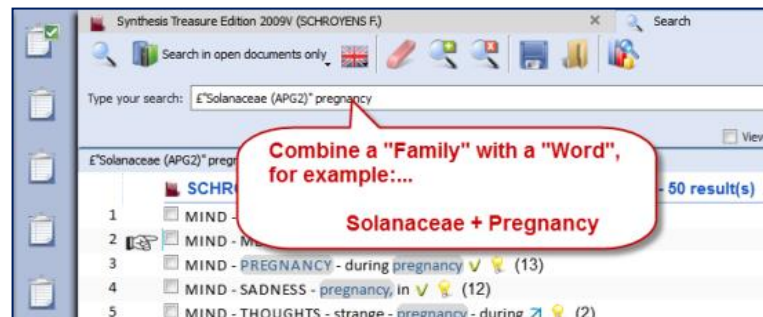 Synthesis Treasure Edition 2009V (SCHROYENS F.)
Search
Search in open documents only
Type your search: £"Solanaceae (APG2)" pregnancy
View
£"Solanaceae (APG2)" pregn
Combine a "Family" with a "Word",
for example:...
Solanaceae + Pregnancy
SCHR
- 50 result(s)
1 MIND -
2 MIND - M
3 MIND - PREGNANCY - during pregnancy (13)
4 MIND - SADNESS - pregnancy, in (12)
5 MIND - THOUGHTS - strange - pregnancy - during (2)